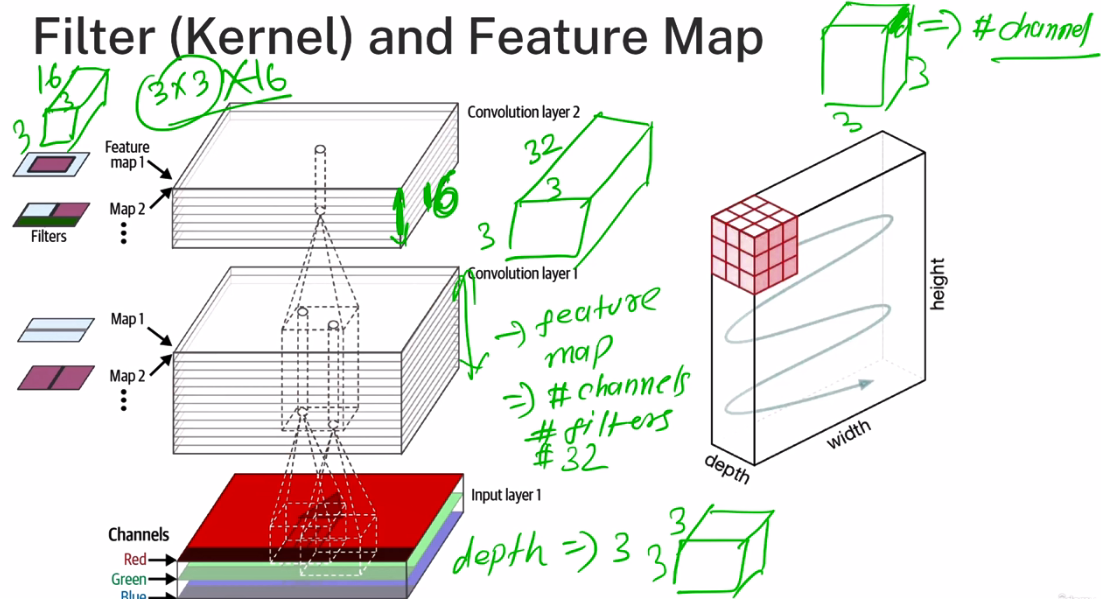 Filter (Kernel) and Feature Map
d => # channel
3
3
16
3
3
(3x3) x 16
Convolution layer 2
Feature
map 1
Map 2
Filters
16
32
3
3
Convolution layer 1
Map 1
Map 2
-> feature
map
=> # channels
# filters
# 32
height
width
depth
Input layer 1
Channels
Red
Green
Blue
depth => 3
3
3